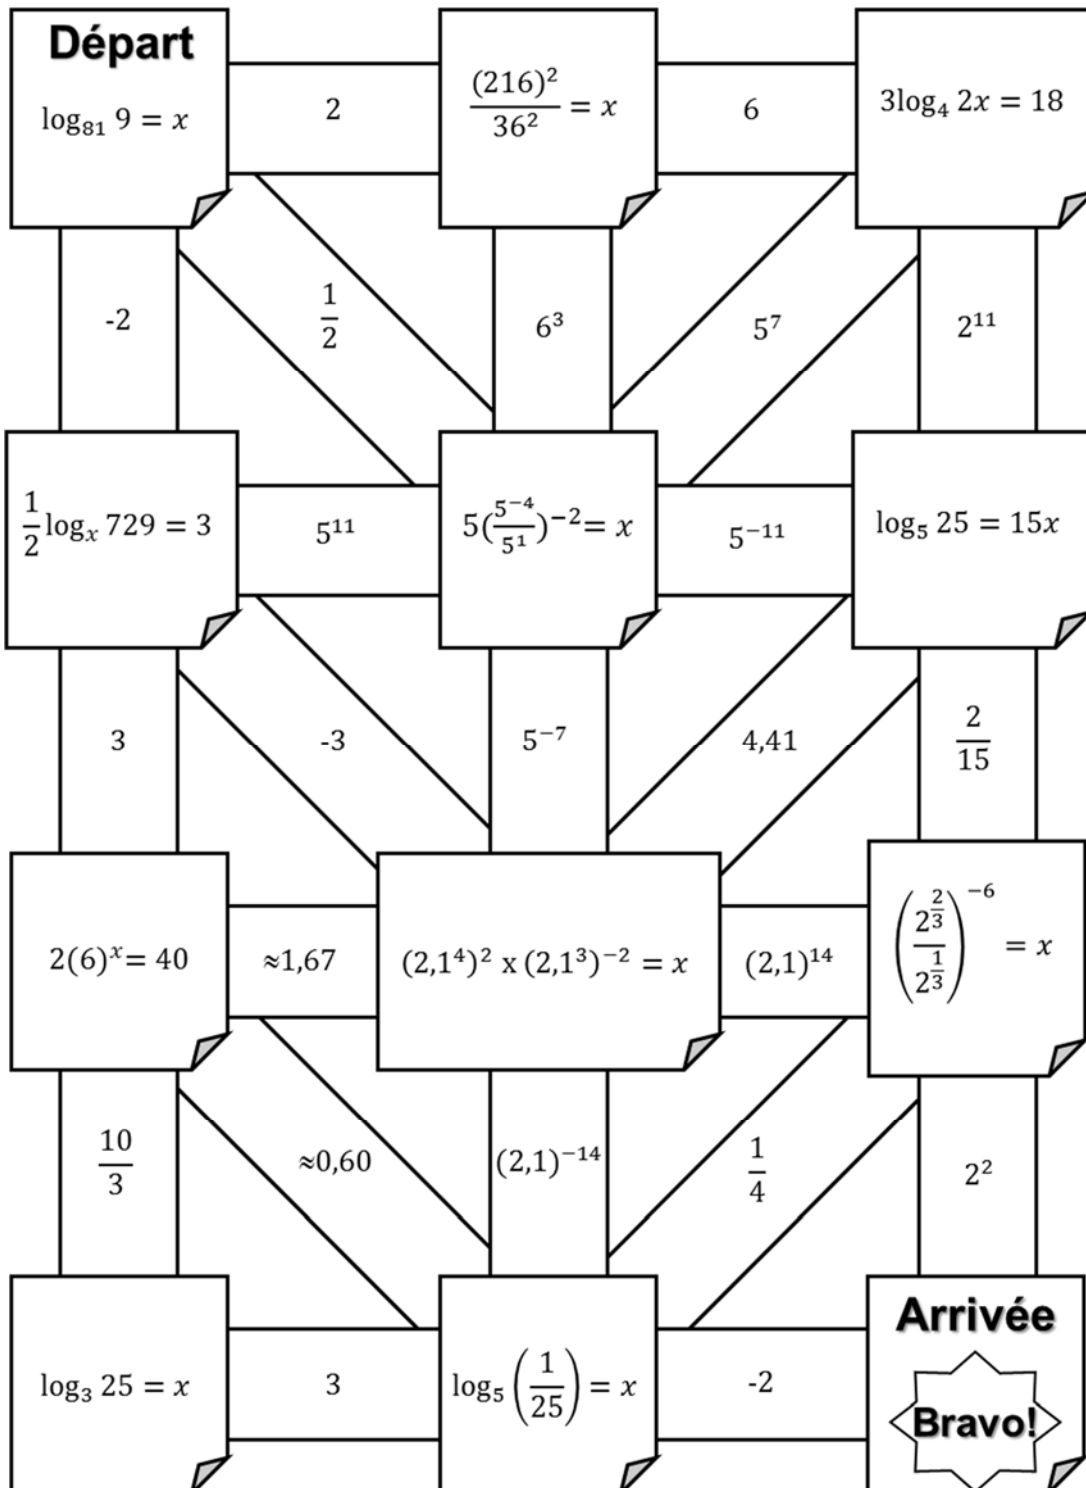 Départ
log₈₁ 9 = x
2
(216)²/36² = x
6
3log₄ 2x = 18
-2
1/2
6³
5⁷
2¹¹
1/2 logₓ 729 = 3
5¹¹
5(5⁻⁴/5¹)⁻²= x
5⁻¹¹
log₅ 25 = 15x
3
-3
5⁻⁷
4,41
2/15
2(6)ˣ= 40
≈1,67
(2,1⁴)² x (2,1³)⁻² = x
(2,1)¹⁴
(2^(2/3)/2^(1/3))⁻⁶ = x
10/3
≈0,60
(2,1)⁻¹⁴
1/4
2²
log₃ 25 = x
3
log₅ (1/25) = x
-2
Arrivée
Bravo!